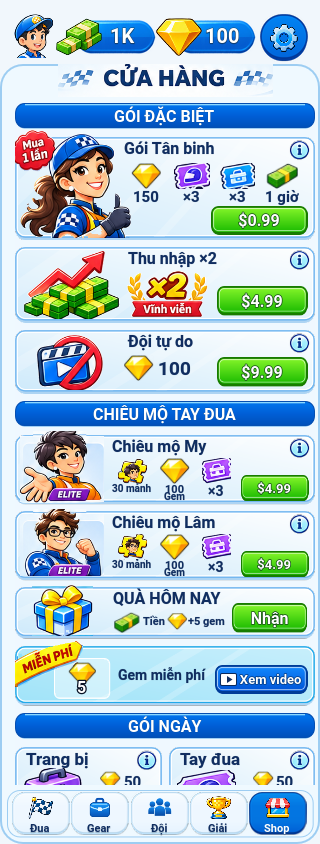 1K
100
CỬA HÀNG
GÓI ĐẶC BIỆT
Mua
1 lần
Gói Tân binh
150
×3
×3
1 giờ
$0.99
Thu nhập ×2
×2
Vĩnh viễn
$4.99
Đội tự do
100
$9.99
CHIÊU MỘ TAY ĐUA
Chiêu mộ My
ELITE
30 mảnh
100
Gem
×3
$4.99
Chiêu mộ Lâm
ELITE
30 mảnh
100
Gem
×3
$4.99
QUÀ HÔM NAY
Tiền
+5 gem
Nhận
MIỄN PHÍ
5
Gem miễn phí
Xem video
GÓI NGÀY
Trang bị
50
Tay đua
50
Đua
Gear
Đội
Giải
Shop